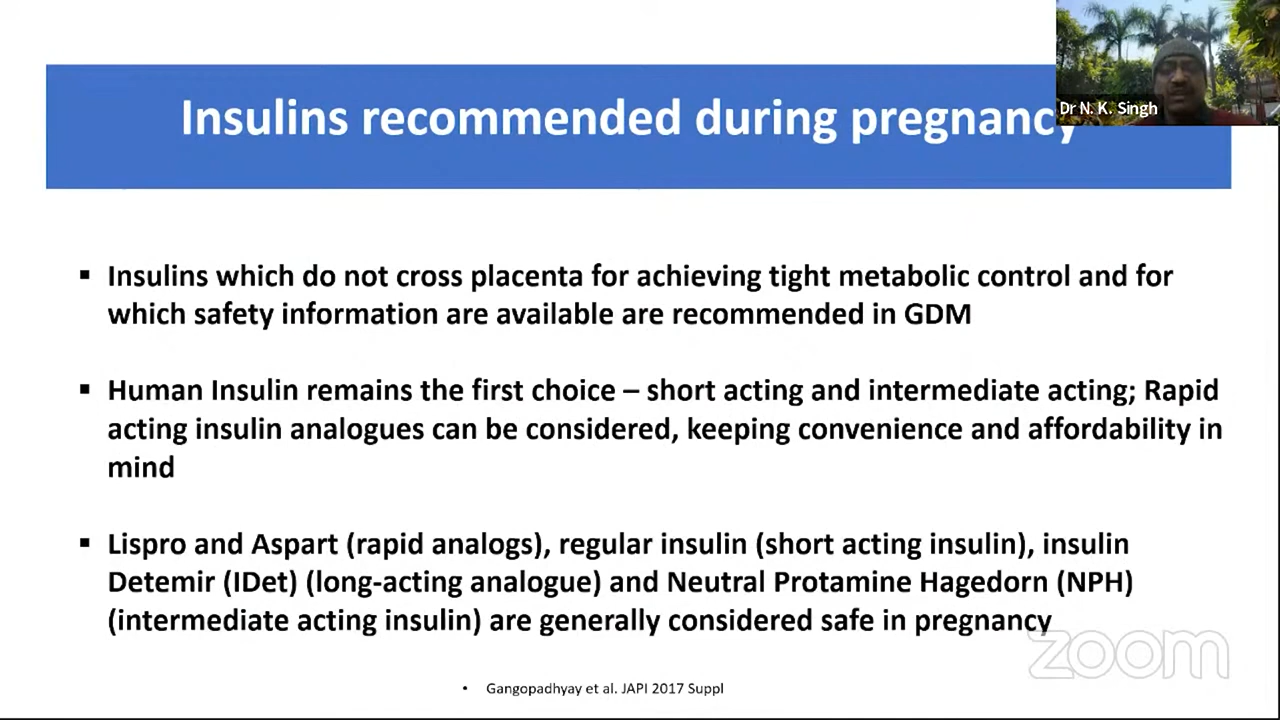 Insulins recommended during pregnancy
Dr N. K. Singh
▪ Insulins which do not cross placenta for achieving tight metabolic control and for
which safety information are available are recommended in GDM
▪ Human Insulin remains the first choice – short acting and intermediate acting; Rapid
acting insulin analogues can be considered, keeping convenience and affordability in
mind
▪ Lispro and Aspart (rapid analogs), regular insulin (short acting insulin), insulin
Detemir (IDet) (long-acting analogue) and Neutral Protamine Hagedorn (NPH)
(intermediate acting insulin) are generally considered safe in pregnancy
zoom
• Gangopadhyay et al. JAPI 2017 Suppl